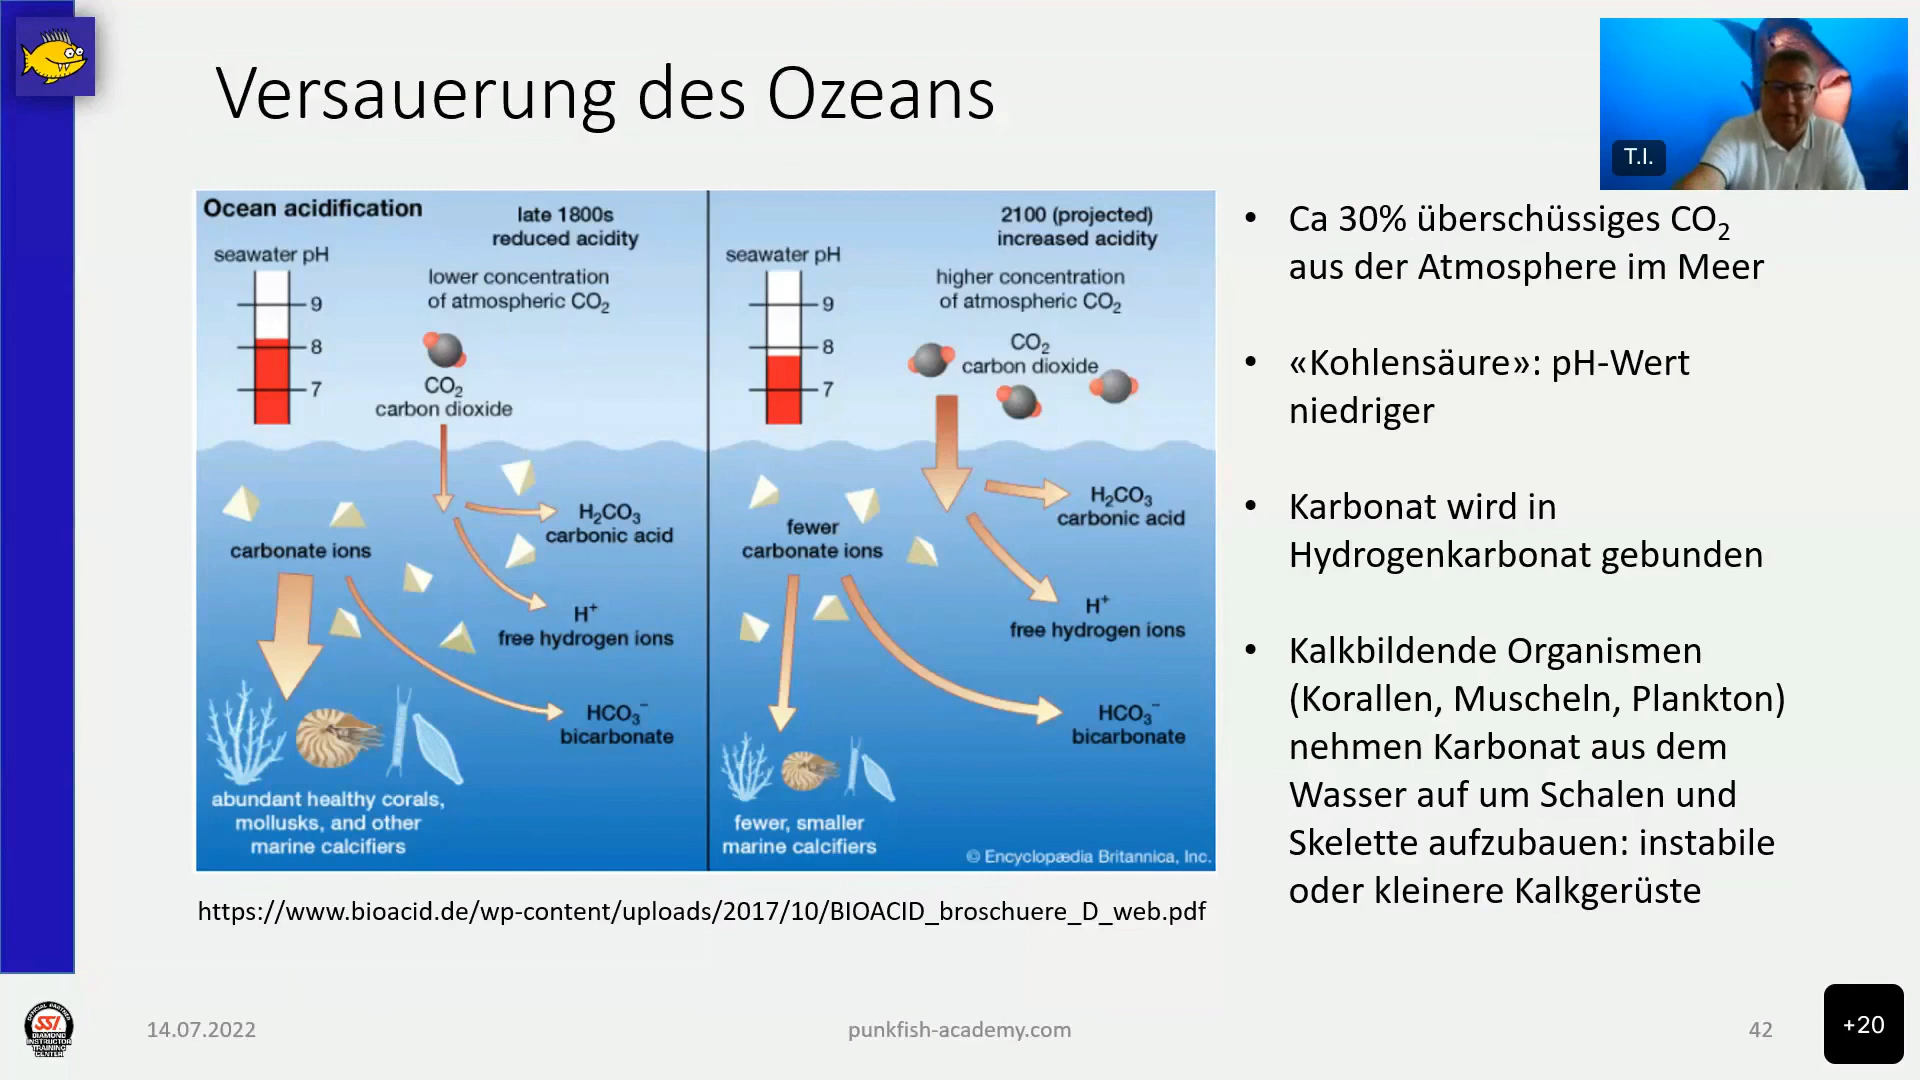 Versauerung des Ozeans
T.I.
Ocean acidification
late 1800s
reduced acidity
seawater pH
lower concentration
of atmospheric CO₂
9
8
7
CO₂
carbon dioxide
H₂CO₃
carbonic acid
carbonate ions
H⁺
free hydrogen ions
HCO₃⁻
bicarbonate
abundant healthy corals,
mollusks, and other
marine calcifiers
2100 (projected)
increased acidity
seawater pH
higher concentration
of atmospheric CO₂
9
8
7
CO₂
carbon dioxide
H₂CO₃
carbonic acid
fewer
carbonate ions
H⁺
free hydrogen ions
HCO₃⁻
bicarbonate
fewer, smaller
marine calcifiers
© Encyclopædia Britannica, Inc.
https://www.bioacid.de/wp-content/uploads/2017/10/BIOACID_broschuere_D_web.pdf
• Ca 30% überschüssiges CO₂
aus der Atmosphere im Meer
• «Kohlensäure»: pH-Wert
niedriger
• Karbonat wird in
Hydrogenkarbonat gebunden
• Kalkbildende Organismen
(Korallen, Muscheln, Plankton)
nehmen Karbonat aus dem
Wasser auf um Schalen und
Skelette aufzubauen: instabile
oder kleinere Kalkgerüste
SSI
DIAMOND
INSTRUCTOR
TRAINING
CENTER
14.07.2022
punkfish-academy.com
42
+20